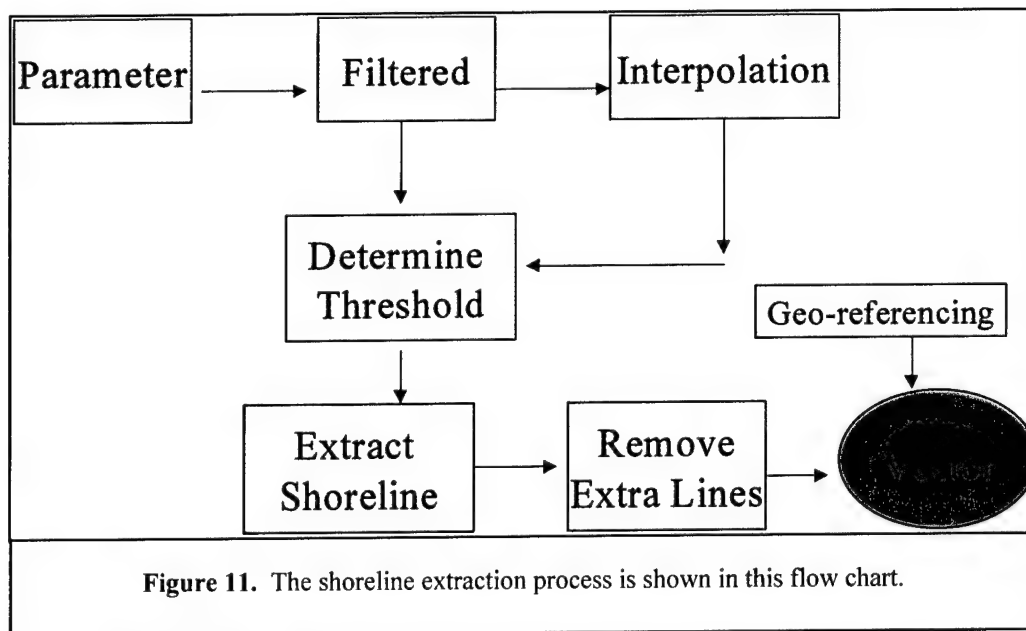 Parameter
Filtered
Interpolation
Determine
Threshold
Geo-referencing
Extract
Shoreline
Remove
Extra Lines
Figure 11. The shoreline extraction process is shown in this flow chart.